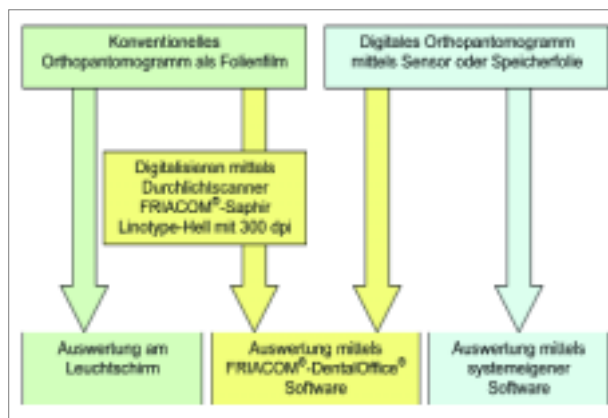 Konventionelles
Orthopantomogramm als Folienfilm
Digitales Orthopantomogramm
mittels Sensor oder Speicherfolie
Digitalisieren mittels
Durchlichtscanner
FRIACOM®-Saphir
Linotype-Hell mit 300 dpi
Auswertung am
Leuchtschirm
Auswertung mittels
FRIACOM®-DentalOffice®
Software
Auswertung mittels
systemeigener
Software